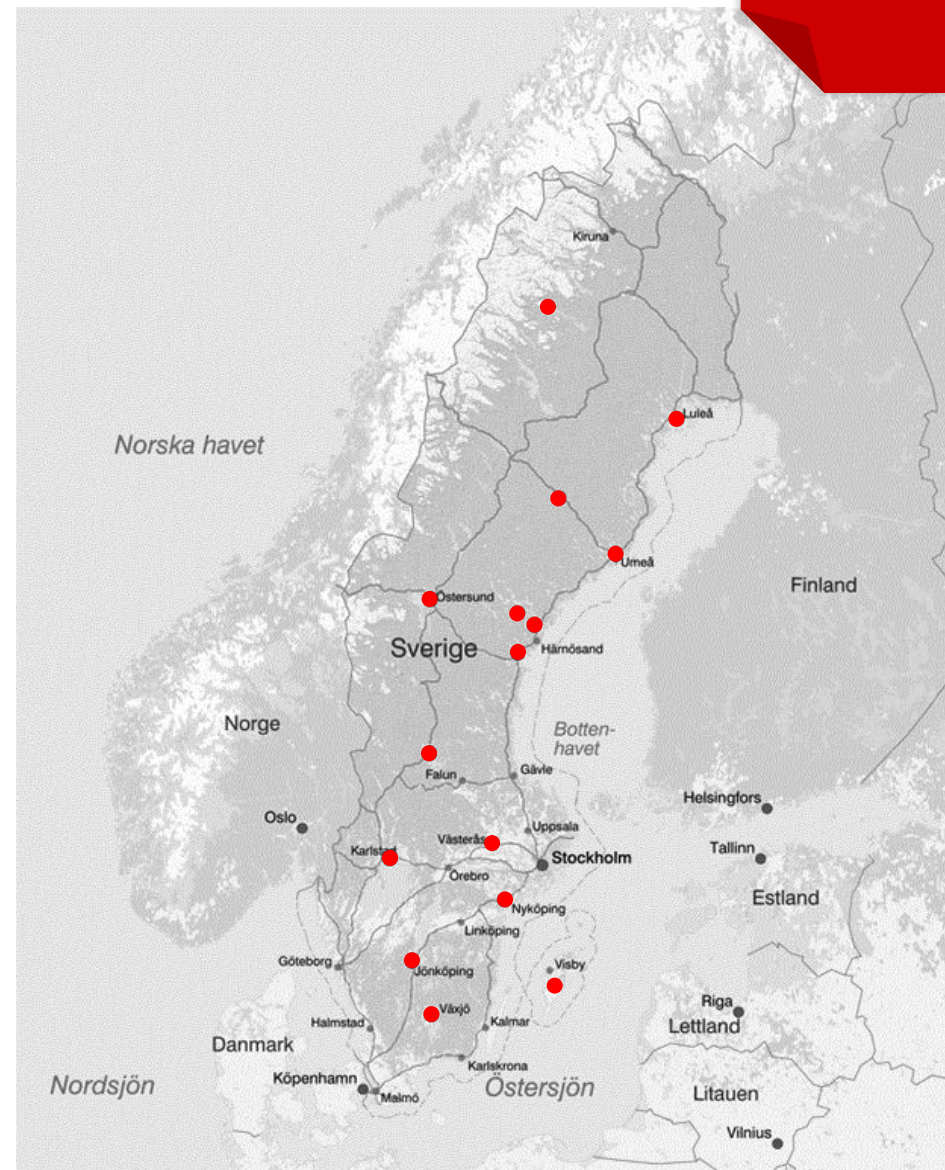 Kiruna
Luleå
Norska havet
Umeå
Finland
Östersund
Sverige
Härnösand
Norge
Botten-
havet
Falun
Gävle
Helsingfors
Oslo
Uppsala
Västerås
Tallinn
Karlstad
Stockholm
Örebro
Estland
Nyköping
Linköping
Göteborg
Jönköping
Visby
Riga
Växjö
Halmstad
Kalmar
Lettland
Danmark
Karlskrona
Köpenhamn
Nordsjön
Östersjön
Malmö
Litauen
Vilnius